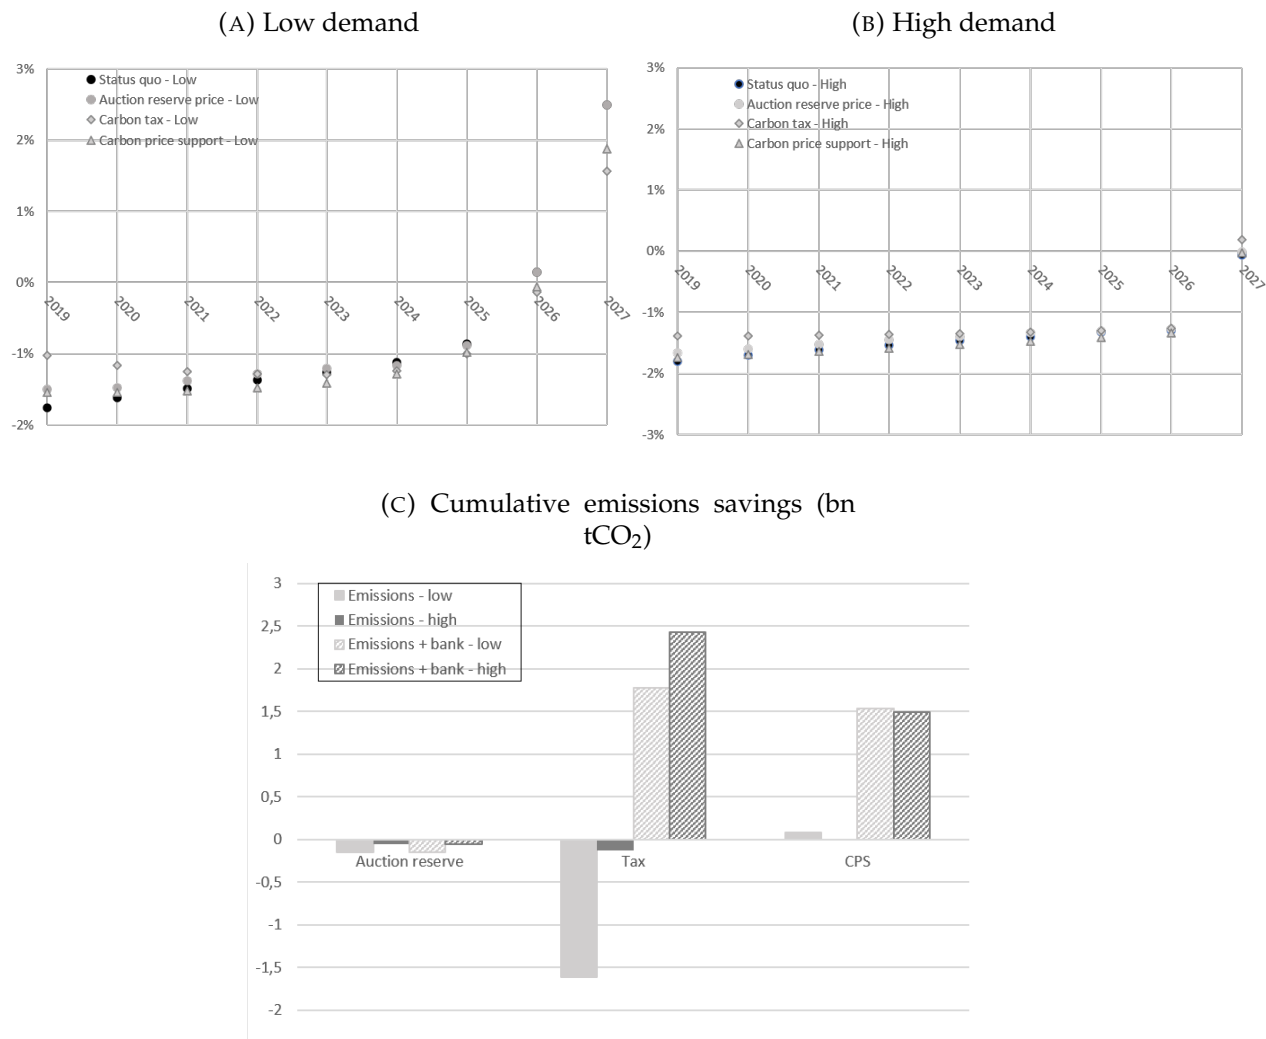 (A) Low demand
3%
2%
1%
0%
-1%
-2%
Status quo - Low
Auction reserve price - Low
Carbon tax - Low
Carbon price support - Low
2019
2020
2021
2022
2023
2024
2025
2026
2027
(B) High demand
3%
2%
1%
0%
-1%
-2%
-3%
Status quo - High
Auction reserve price - High
Carbon tax - High
Carbon price support - High
2019
2020
2021
2022
2023
2024
2025
2026
2027
(C) Cumulative emissions savings (bn
tCO₂)
3
2,5
2
1,5
1
0,5
0
-0,5
-1
-1,5
-2
Emissions - low
Emissions - high
Emissions + bank - low
Emissions + bank - high
Auction reserve
Tax
CPS